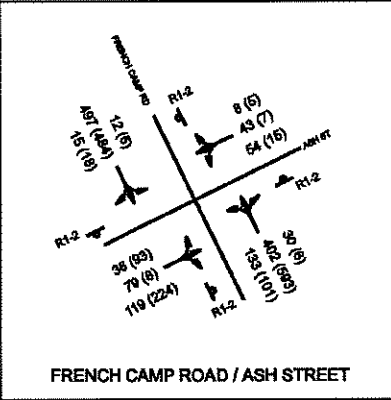 FRENCH CAMP RD
R1-2
8 (5)
43 (7)
54 (15)
ASH ST
12 (6)
497 (484)
15 (18)
R1-2
R1-2
36 (93)
79 (8)
119 (224)
30 (6)
402 (593)
133 (101)
R1-2
FRENCH CAMP ROAD / ASH STREET